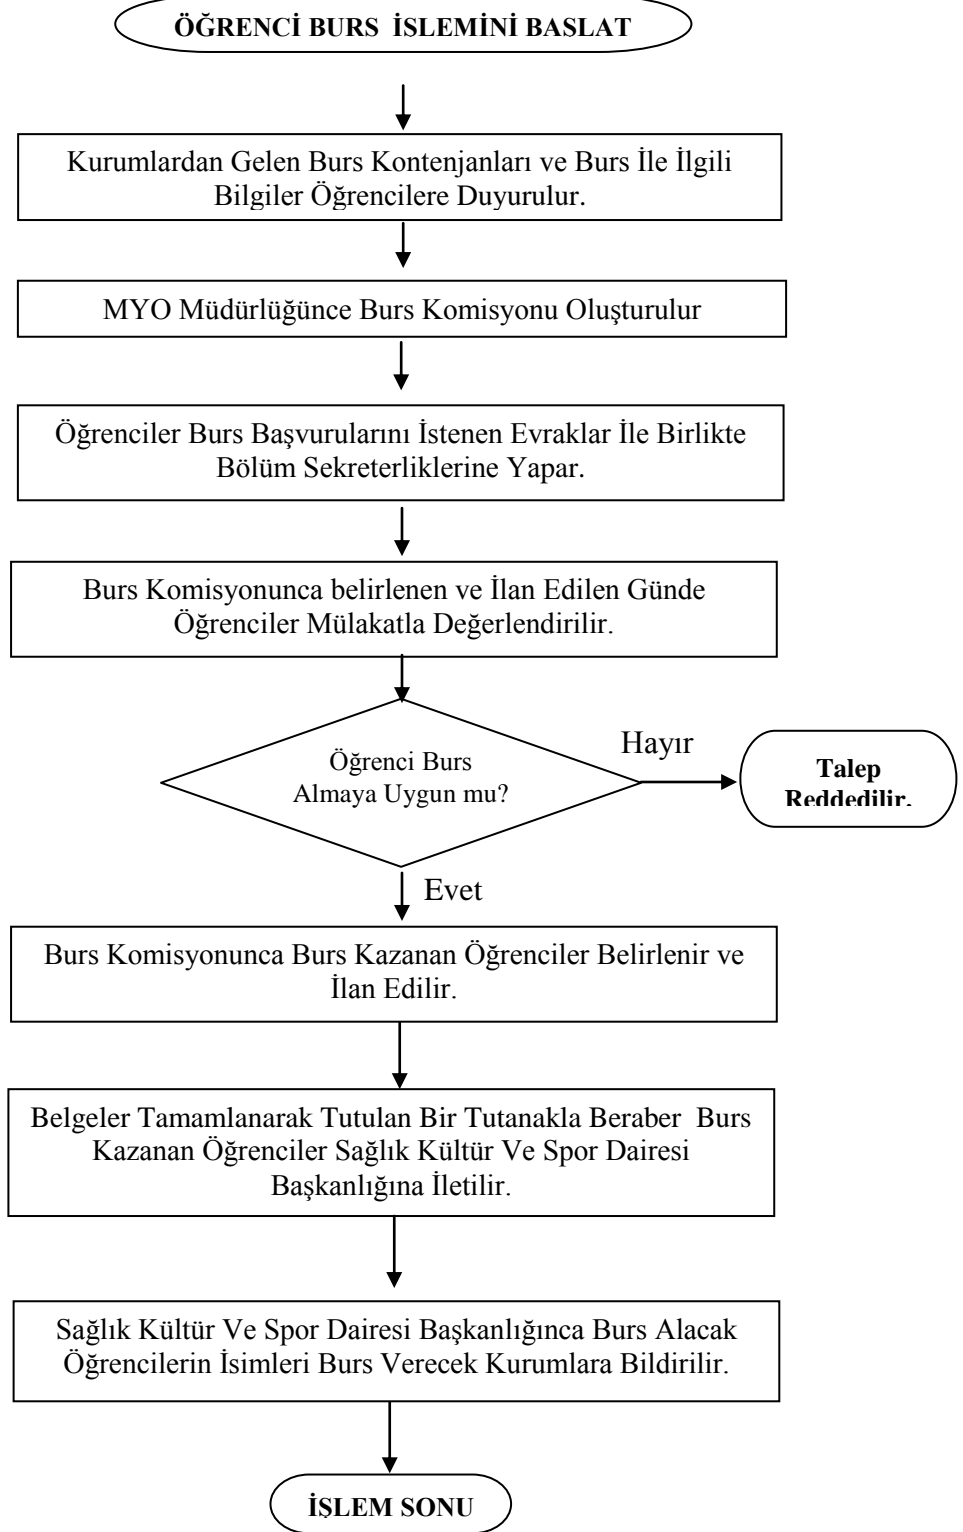 ÖĞRENCİ BURS İSLEMİNİ BASLAT
Kurumlardan Gelen Burs Kontenjanları ve Burs İle İlgili
Bilgiler Öğrencilere Duyurulur.
MYO Müdürlüğünce Burs Komisyonu Oluşturulur
Öğrenciler Burs Başvurularını İstenen Evraklar İle Birlikte
Bölüm Sekreterliklerine Yapar.
Burs Komisyonunca belirlenen ve İlan Edilen Günde
Öğrenciler Mülakatla Değerlendirilir.
Öğrenci Burs
Almaya Uygun mu?
Hayır
Talep
Reddedilir.
Evet
Burs Komisyonunca Burs Kazanan Öğrenciler Belirlenir ve
İlan Edilir.
Belgeler Tamamlanarak Tutulan Bir Tutanakla Beraber Burs
Kazanan Öğrenciler Sağlık Kültür Ve Spor Dairesi
Başkanlığına İletilir.
Sağlık Kültür Ve Spor Dairesi Başkanlığınca Burs Alacak
Öğrencilerin İsimleri Burs Verecek Kurumlara Bildirilir.
İŞLEM SONU